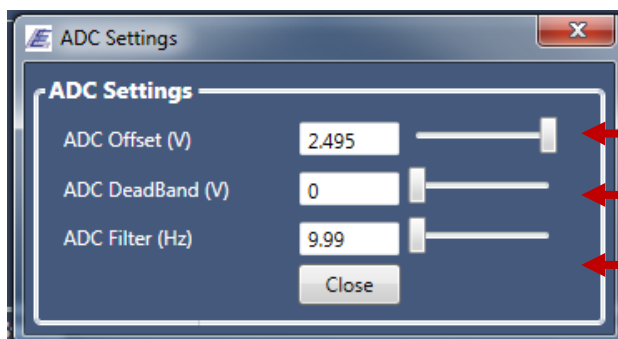 ADC Settings
ADC Settings
ADC Offset (V) 2.495
ADC DeadBand (V) 0
ADC Filter (Hz) 9.99
Close